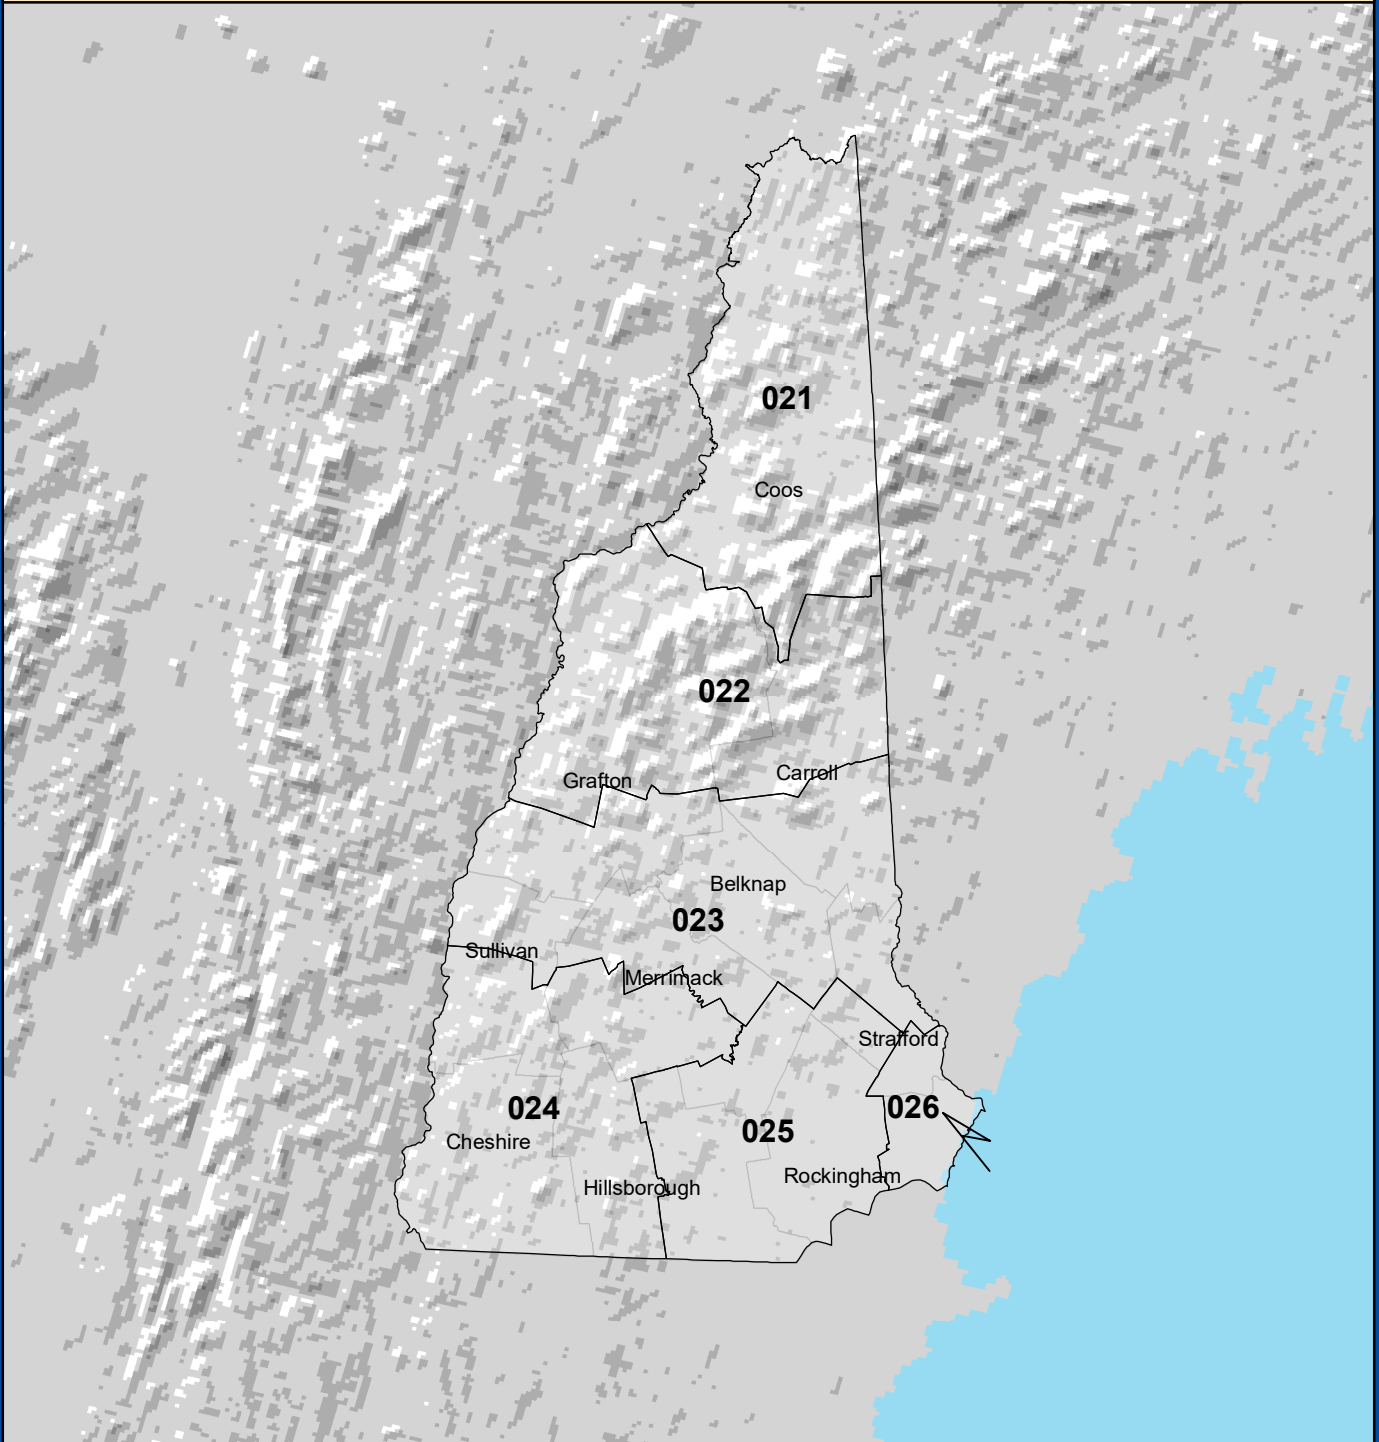 021
Coos
022
Grafton
Carroll
Belknap
023
Sullivan
Merrimack
Strafford
024
026
025
Cheshire
Rockingham
Hillsborough